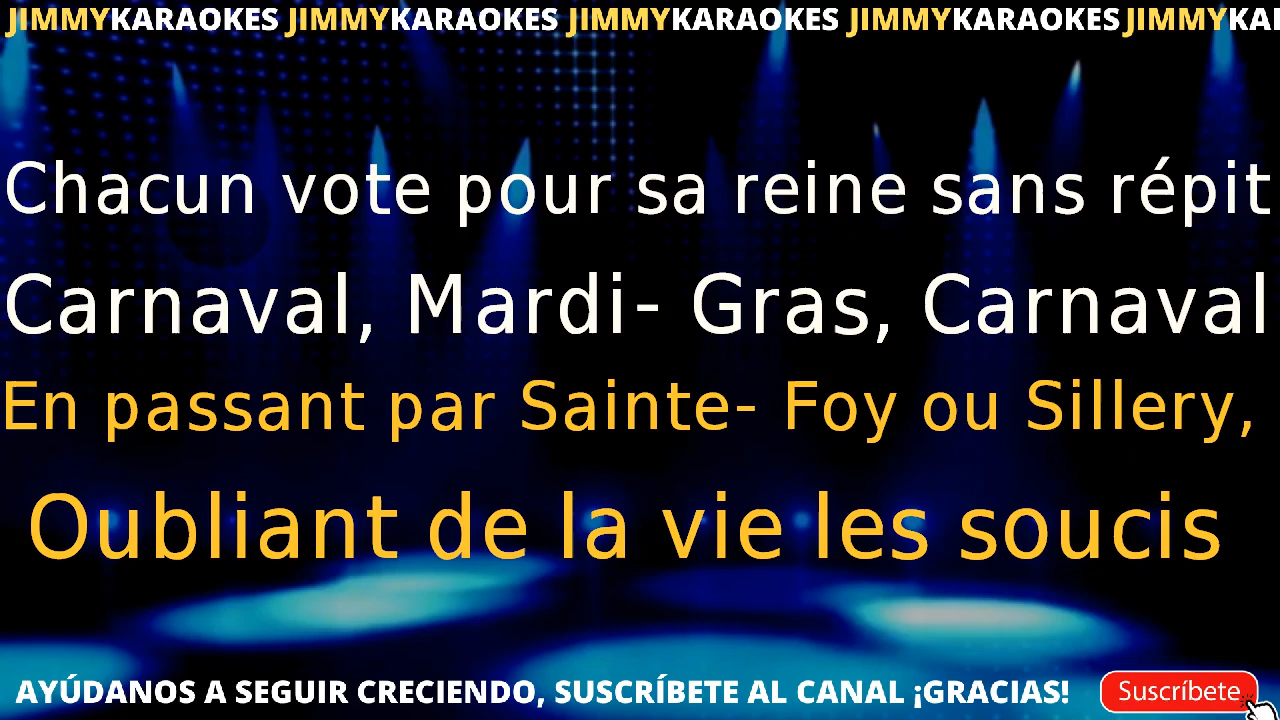 JIMMYKARAOKES JIMMYKARAOKES JIMMYKARAOKES JIMMYKARAOKES JIMMYKA
Chacun vote pour sa reine sans répit
Carnaval, Mardi- Gras, Carnaval
En passant par Sainte- Foy ou Sillery,
Oubliant de la vie les soucis
AYÚDANOS A SEGUIR CRECIENDO, SUSCRÍBETE AL CANAL ¡GRACIAS! Suscríbete